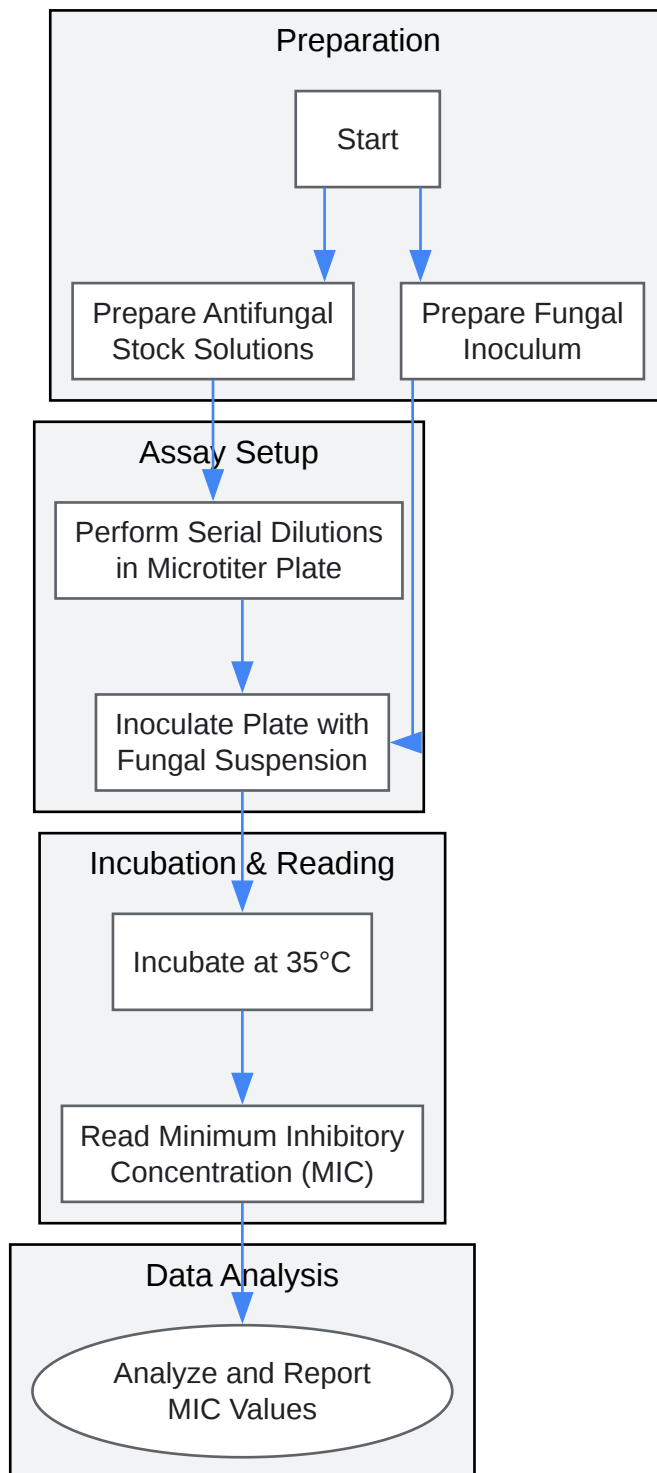 Preparation
Start
Prepare Antifungal
Stock Solutions
Prepare Fungal
Inoculum
Assay Setup
Perform Serial Dilutions
in Microtiter Plate
Inoculate Plate with
Fungal Suspension
Incubation & Reading
Incubate at 35°C
Read Minimum Inhibitory
Concentration (MIC)
Data Analysis
Analyze and Report
MIC Values